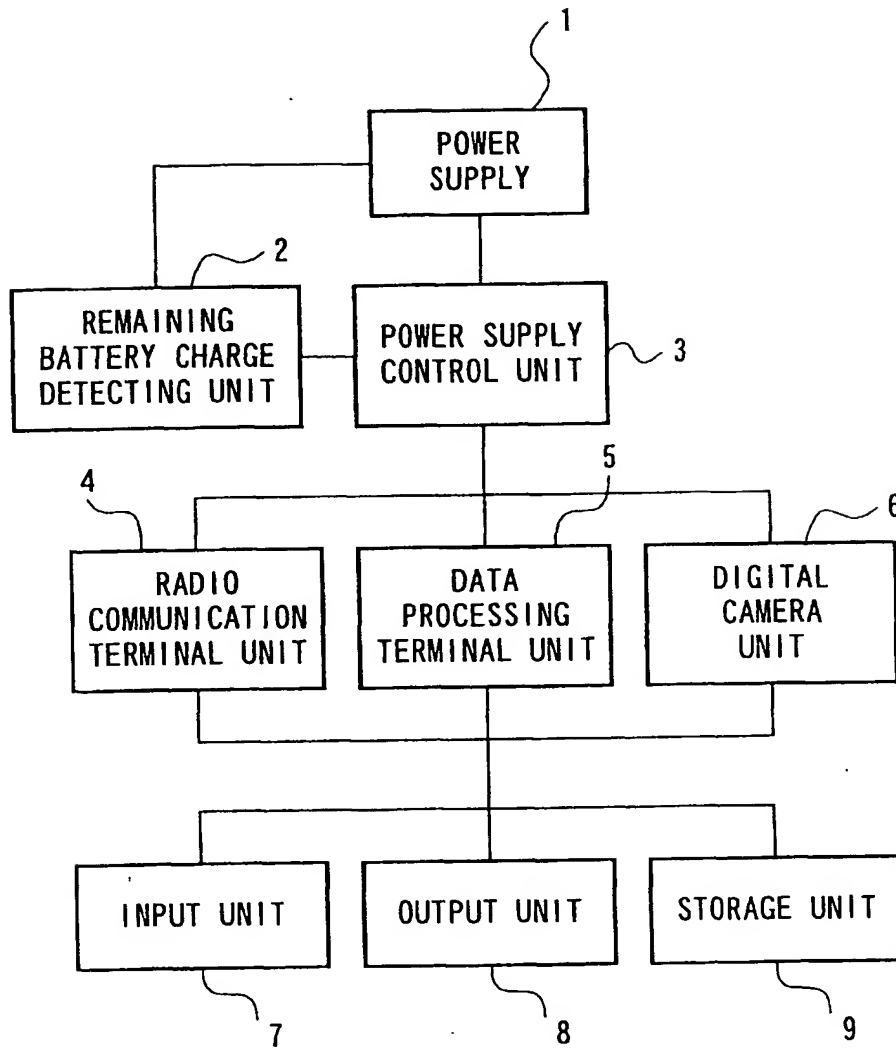 1
POWER
SUPPLY
2
REMAINING
BATTERY CHARGE
DETECTING UNIT
POWER SUPPLY
CONTROL UNIT
3
4
5
6
RADIO
COMMUNICATION
TERMINAL UNIT
DATA
PROCESSING
TERMINAL UNIT
DIGITAL
CAMERA
UNIT
INPUT UNIT
OUTPUT UNIT
STORAGE UNIT
7
8
9